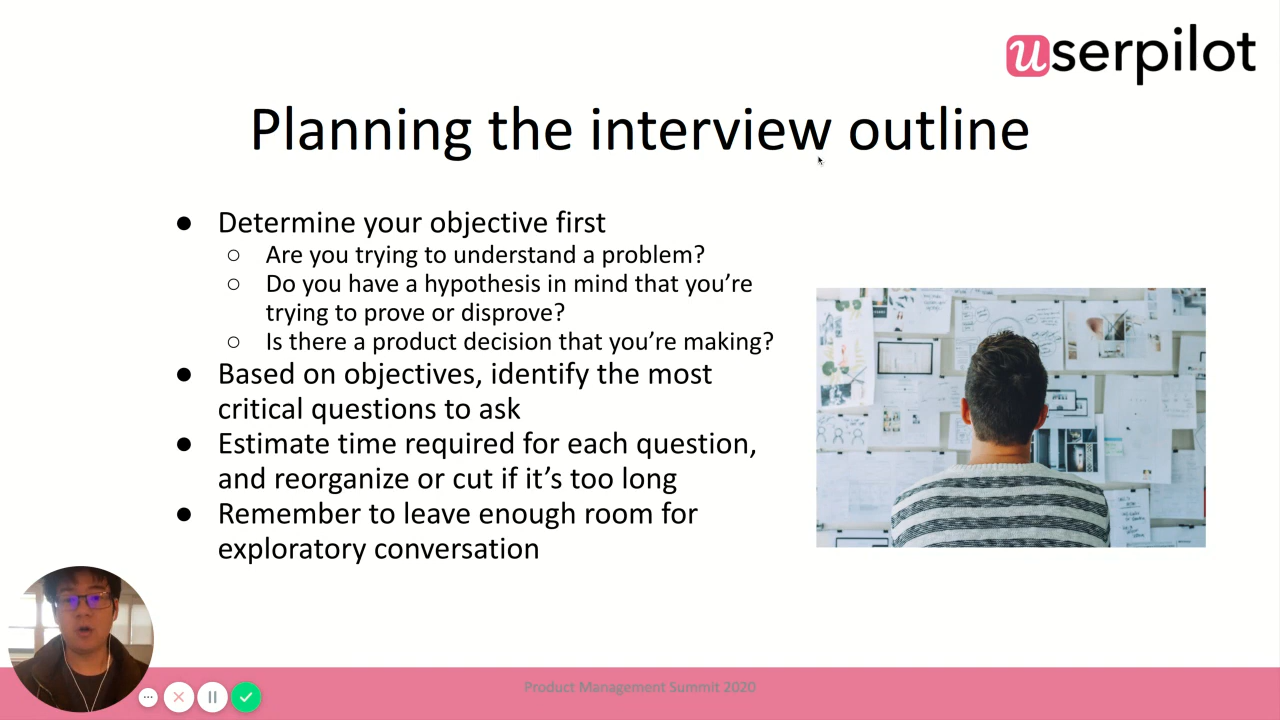 userpilot
Planning the interview outline
● Determine your objective first
○ Are you trying to understand a problem?
○ Do you have a hypothesis in mind that you’re
trying to prove or disprove?
○ Is there a product decision that you’re making?
● Based on objectives, identify the most
critical questions to ask
● Estimate time required for each question,
and reorganize or cut if it’s too long
● Remember to leave enough room for
exploratory conversation
Product Management Summit 2020